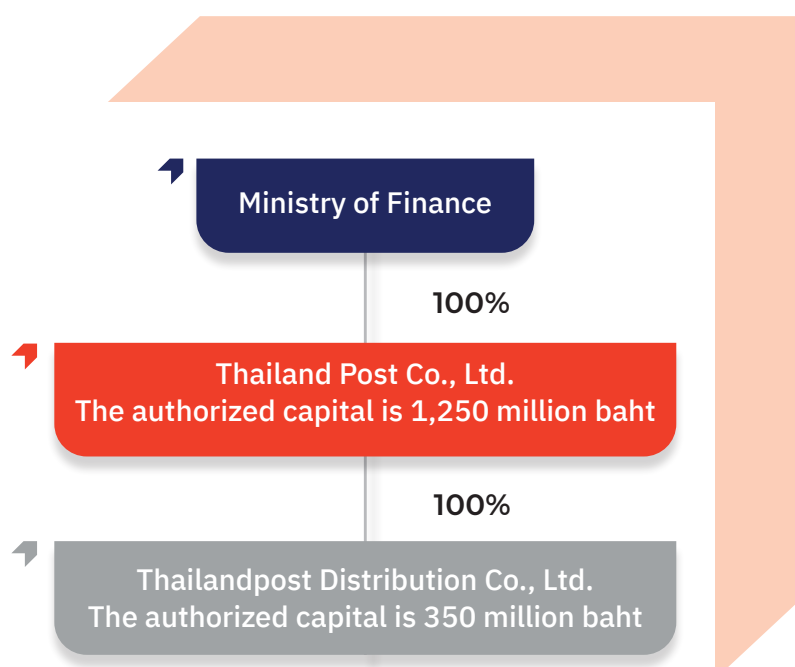 Ministry of Finance
100%
Thailand Post Co., Ltd.
The authorized capital is 1,250 million baht
100%
Thailandpost Distribution Co., Ltd.
The authorized capital is 350 million baht